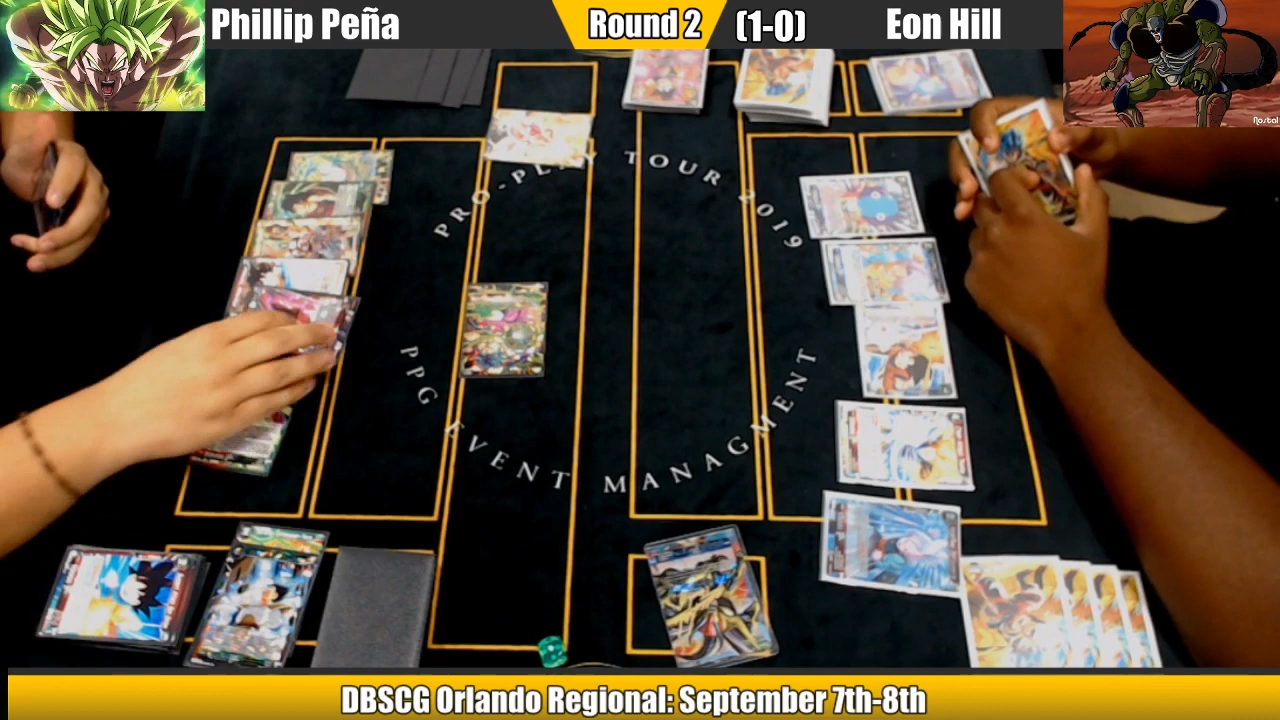 Phillip Peña
Round 2
(1-0)
Eon Hill
Nostal
PRO-PLAY TOUR 2019
PPG EVENT MANAGMENT
DBSCG Orlando Regional: September 7th-8th